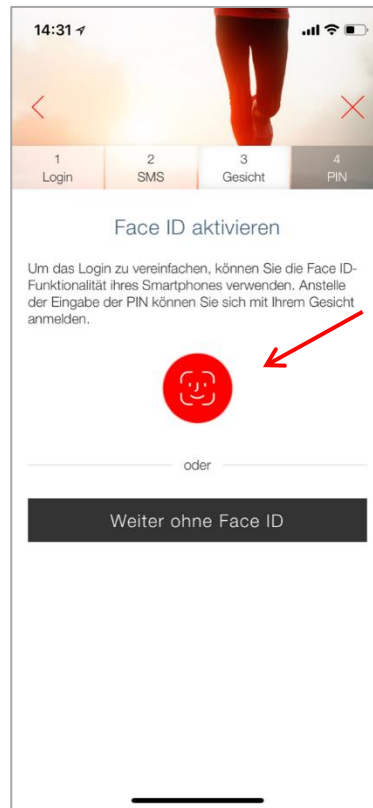 14:31
1 2 3 4
Login SMS Gesicht PIN
Face ID aktivieren
Um das Login zu vereinfachen, können Sie die Face ID-
Funktionalität ihres Smartphones verwenden. Anstelle
der Eingabe der PIN können Sie sich mit Ihrem Gesicht
anmelden.
oder
Weiter ohne Face ID